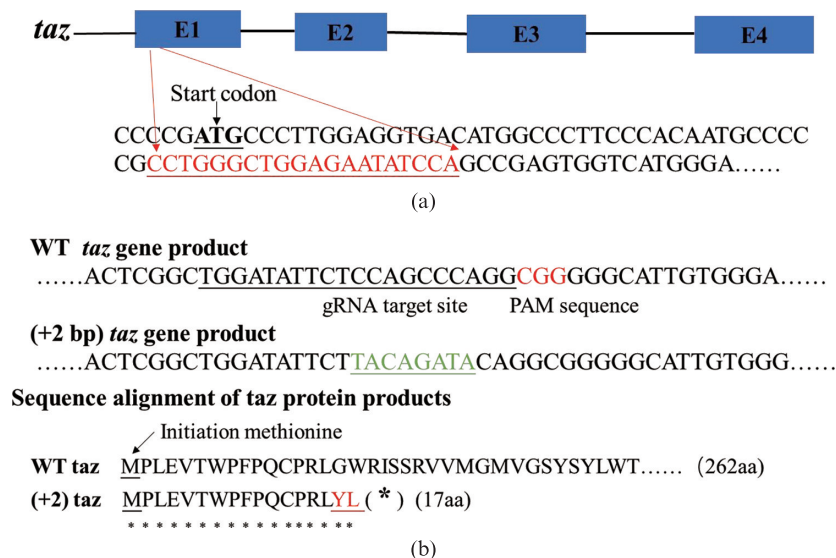 taz E1 E2 E3 E4
Start codon
CCCCGATGCCCTTGGAGGTGACATGGCCCTTCCCACAATGCCCC
CGCCTGGGCTGGAGAATATCCAGCCGAGTGGTCATGGGA......
(a)
WT taz gene product
......ACTCGGCTGGATATTCTCCAGCCCAGGCGGGGGCATTGTGGGA......
gRNA target site PAM sequence
(+2 bp) taz gene product
......ACTCGGCTGGATATTCTTACAGATACAGGCGGGGGCATTGTGGG......
Sequence alignment of taz protein products
Initiation methionine
WT taz MPLEVTWPFPQCPRLGWRISSRVVMGMVGSYSYLWT...... (262aa)
(+2) taz MPLEVTWPFPQCPRLYL (*) (17aa)
* * * * * * * * * * * * * * * * *
(b)